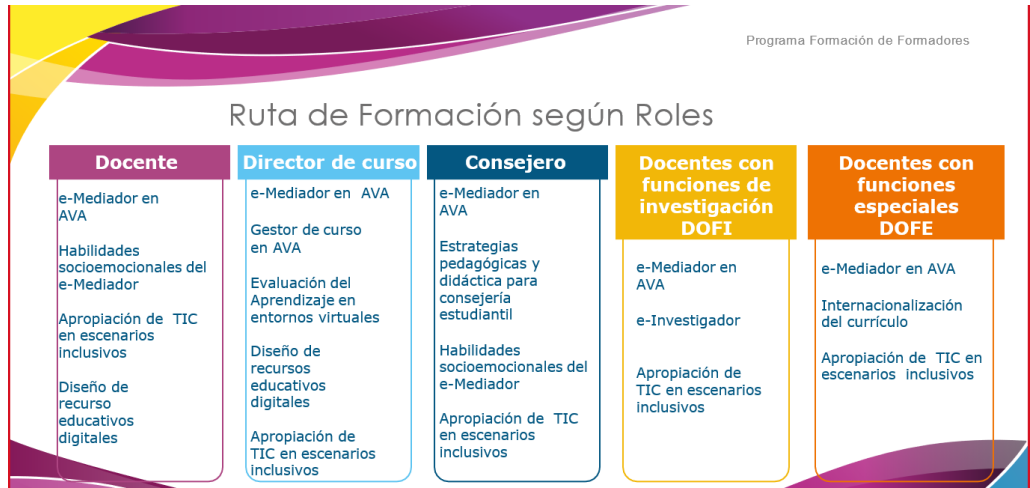 Programa Formación de Formadores
Ruta de Formación según Roles
Docente
e-Mediador en
AVA
Habilidades
socioemocionales del
e-Mediador
Apropiación de TIC
en escenarios
inclusivos
Diseño de
recurso
educativos
digitales
Director de curso
e-Mediador en AVA
Gestor de curso
en AVA
Evaluación del
Aprendizaje en
entornos virtuales
Diseño de
recursos
educativos
digitales
Apropiación de
TIC en escenarios
inclusivos
Consejero
e-Mediador en
AVA
Estrategias
pedagógicas y
didáctica para
consejería
estudiantil
Habilidades
socioemocionales del
e-Mediador
Apropiación de TIC
en escenarios
inclusivos
Docentes con
funciones de
investigación
DOFI
e-Mediador en
AVA
e-Investigador
Apropiación de
TIC en escenarios
inclusivos
Docentes con
funciones
especiales
DOFE
e-Mediador en AVA
Internacionalización
del currículo
Apropiación de TIC en
escenarios inclusivos